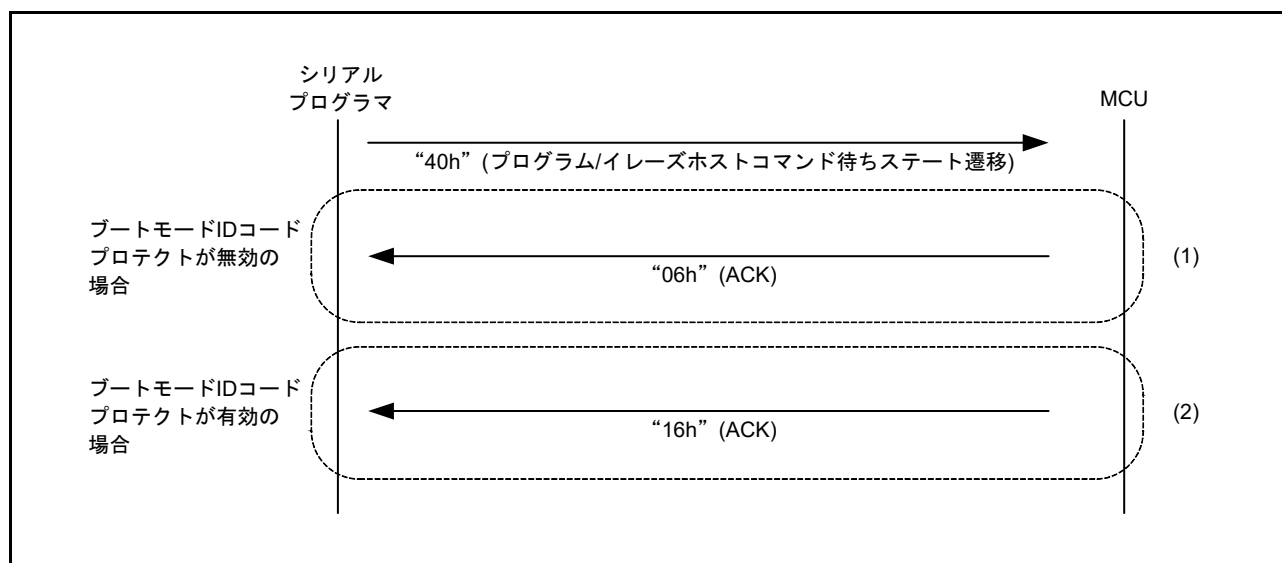 シリアル
プログラマ
MCU
“40h” (プログラム/イレーズホストコマンド待ちステート遷移)
ブートモードIDコード
プロテクトが無効の
場合
“06h” (ACK)
(1)
ブートモードIDコード
プロテクトが有効の
場合
“16h” (ACK)
(2)